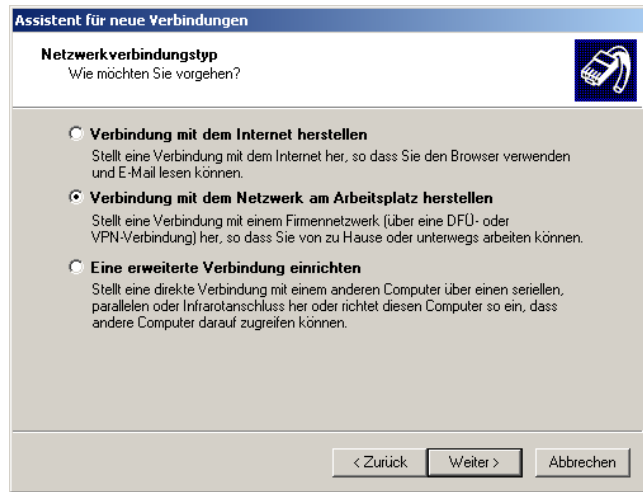 Assistent für neue Verbindungen
Netzwerkverbindungstyp
Wie möchten Sie vorgehen?
Verbindung mit dem Internet herstellen
Stellt eine Verbindung mit dem Internet her, so dass Sie den Browser verwenden
und E-Mail lesen können.
Verbindung mit dem Netzwerk am Arbeitsplatz herstellen
Stellt eine Verbindung mit einem Firmennetzwerk (über eine DFÜ- oder
VPN-Verbindung) her, so dass Sie von zu Hause oder unterwegs arbeiten können.
Eine erweiterte Verbindung einrichten
Stellt eine direkte Verbindung mit einem anderen Computer über einen seriellen,
parallelen oder Infrarotanschluss her oder richtet diesen Computer so ein, dass
andere Computer darauf zugreifen können.
< Zurück Weiter > Abbrechen